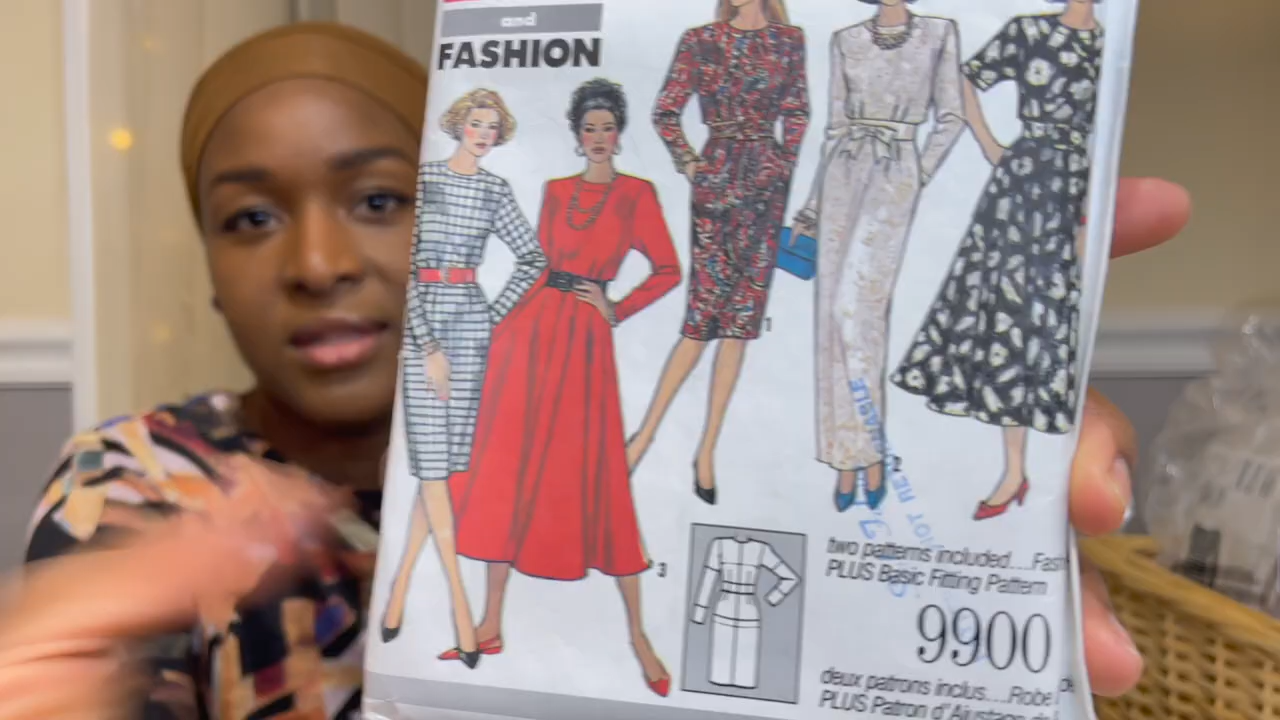 and
FASHION
1
2
3
two patterns included....Fas
PLUS Basic Fitting Pattern
9900
deux patrons inclus....Robe
PLUS Patron d'Ajustage